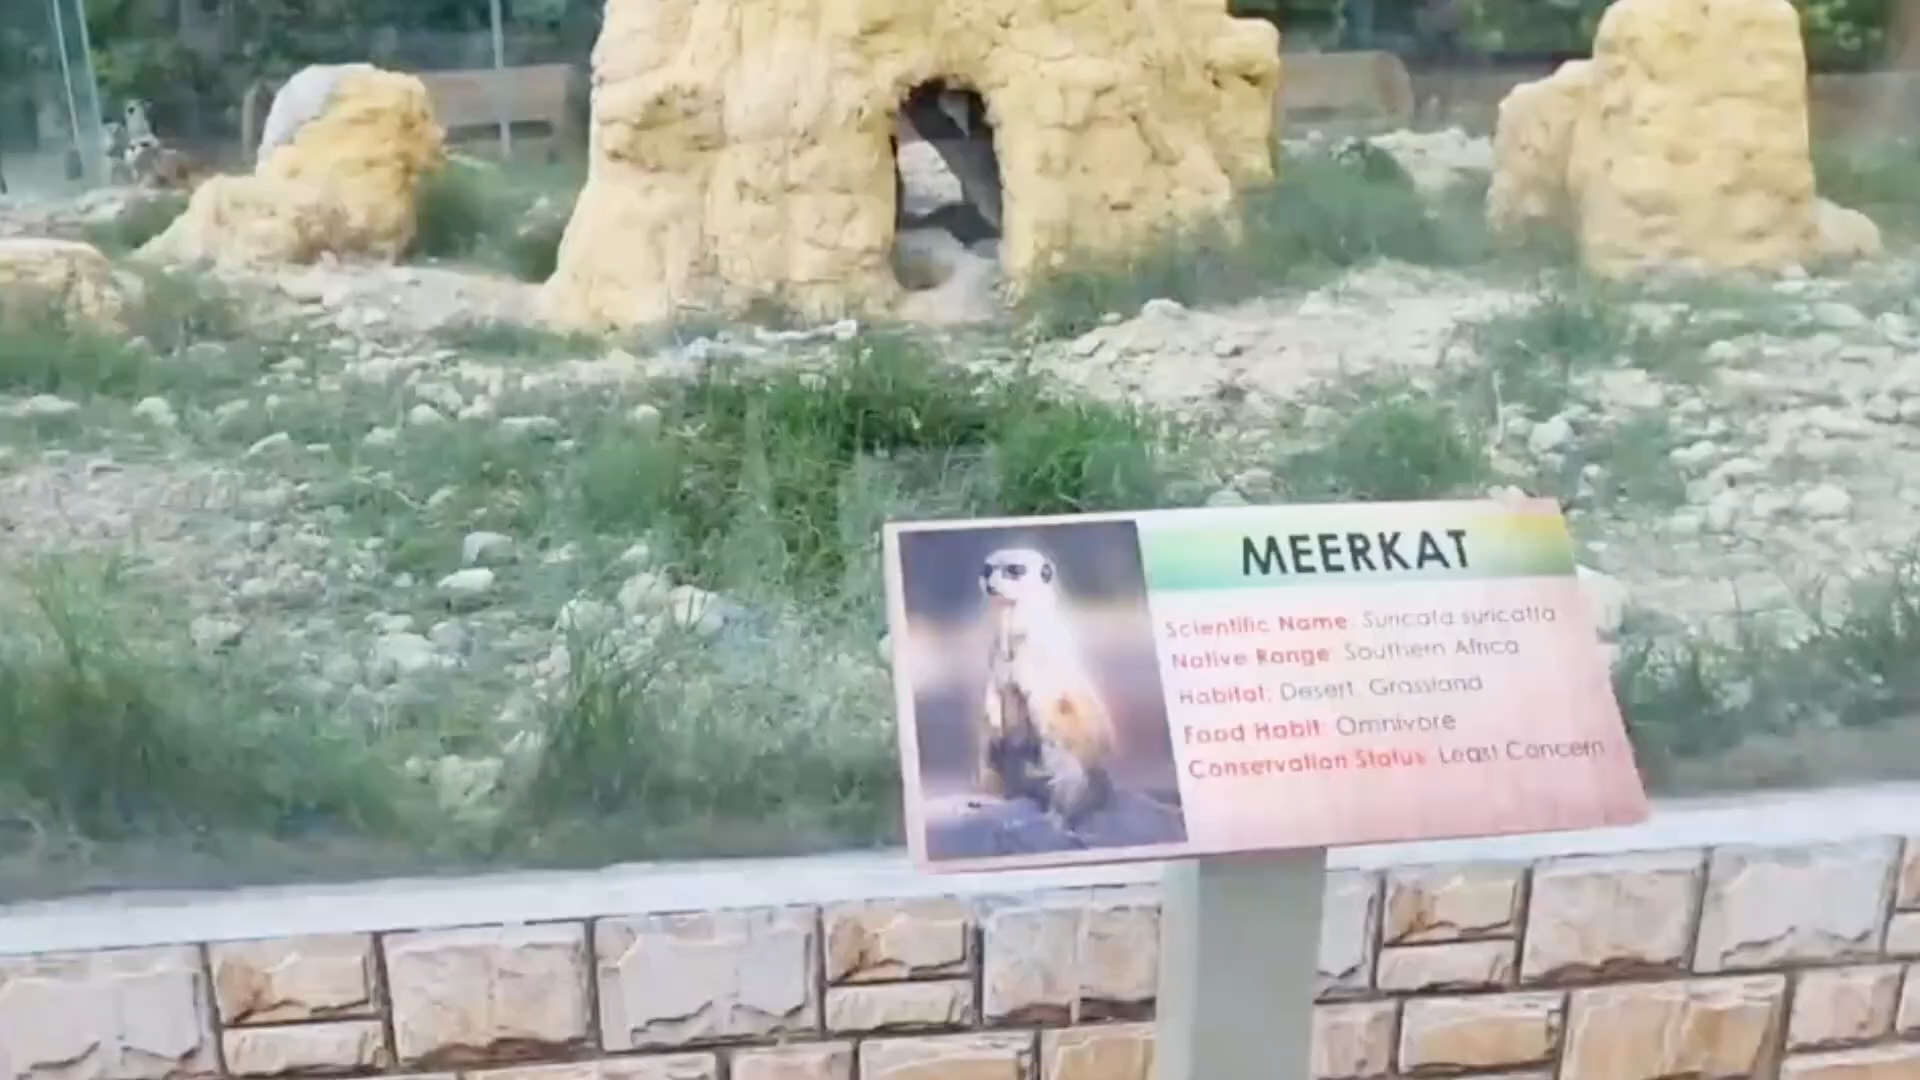 MEERKAT
Scientific Name: Suricata suricatta
Native Range: Southern Africa
Habitat: Desert, Grassland
Food Habit: Omnivore
Conservation Status: Least Concern